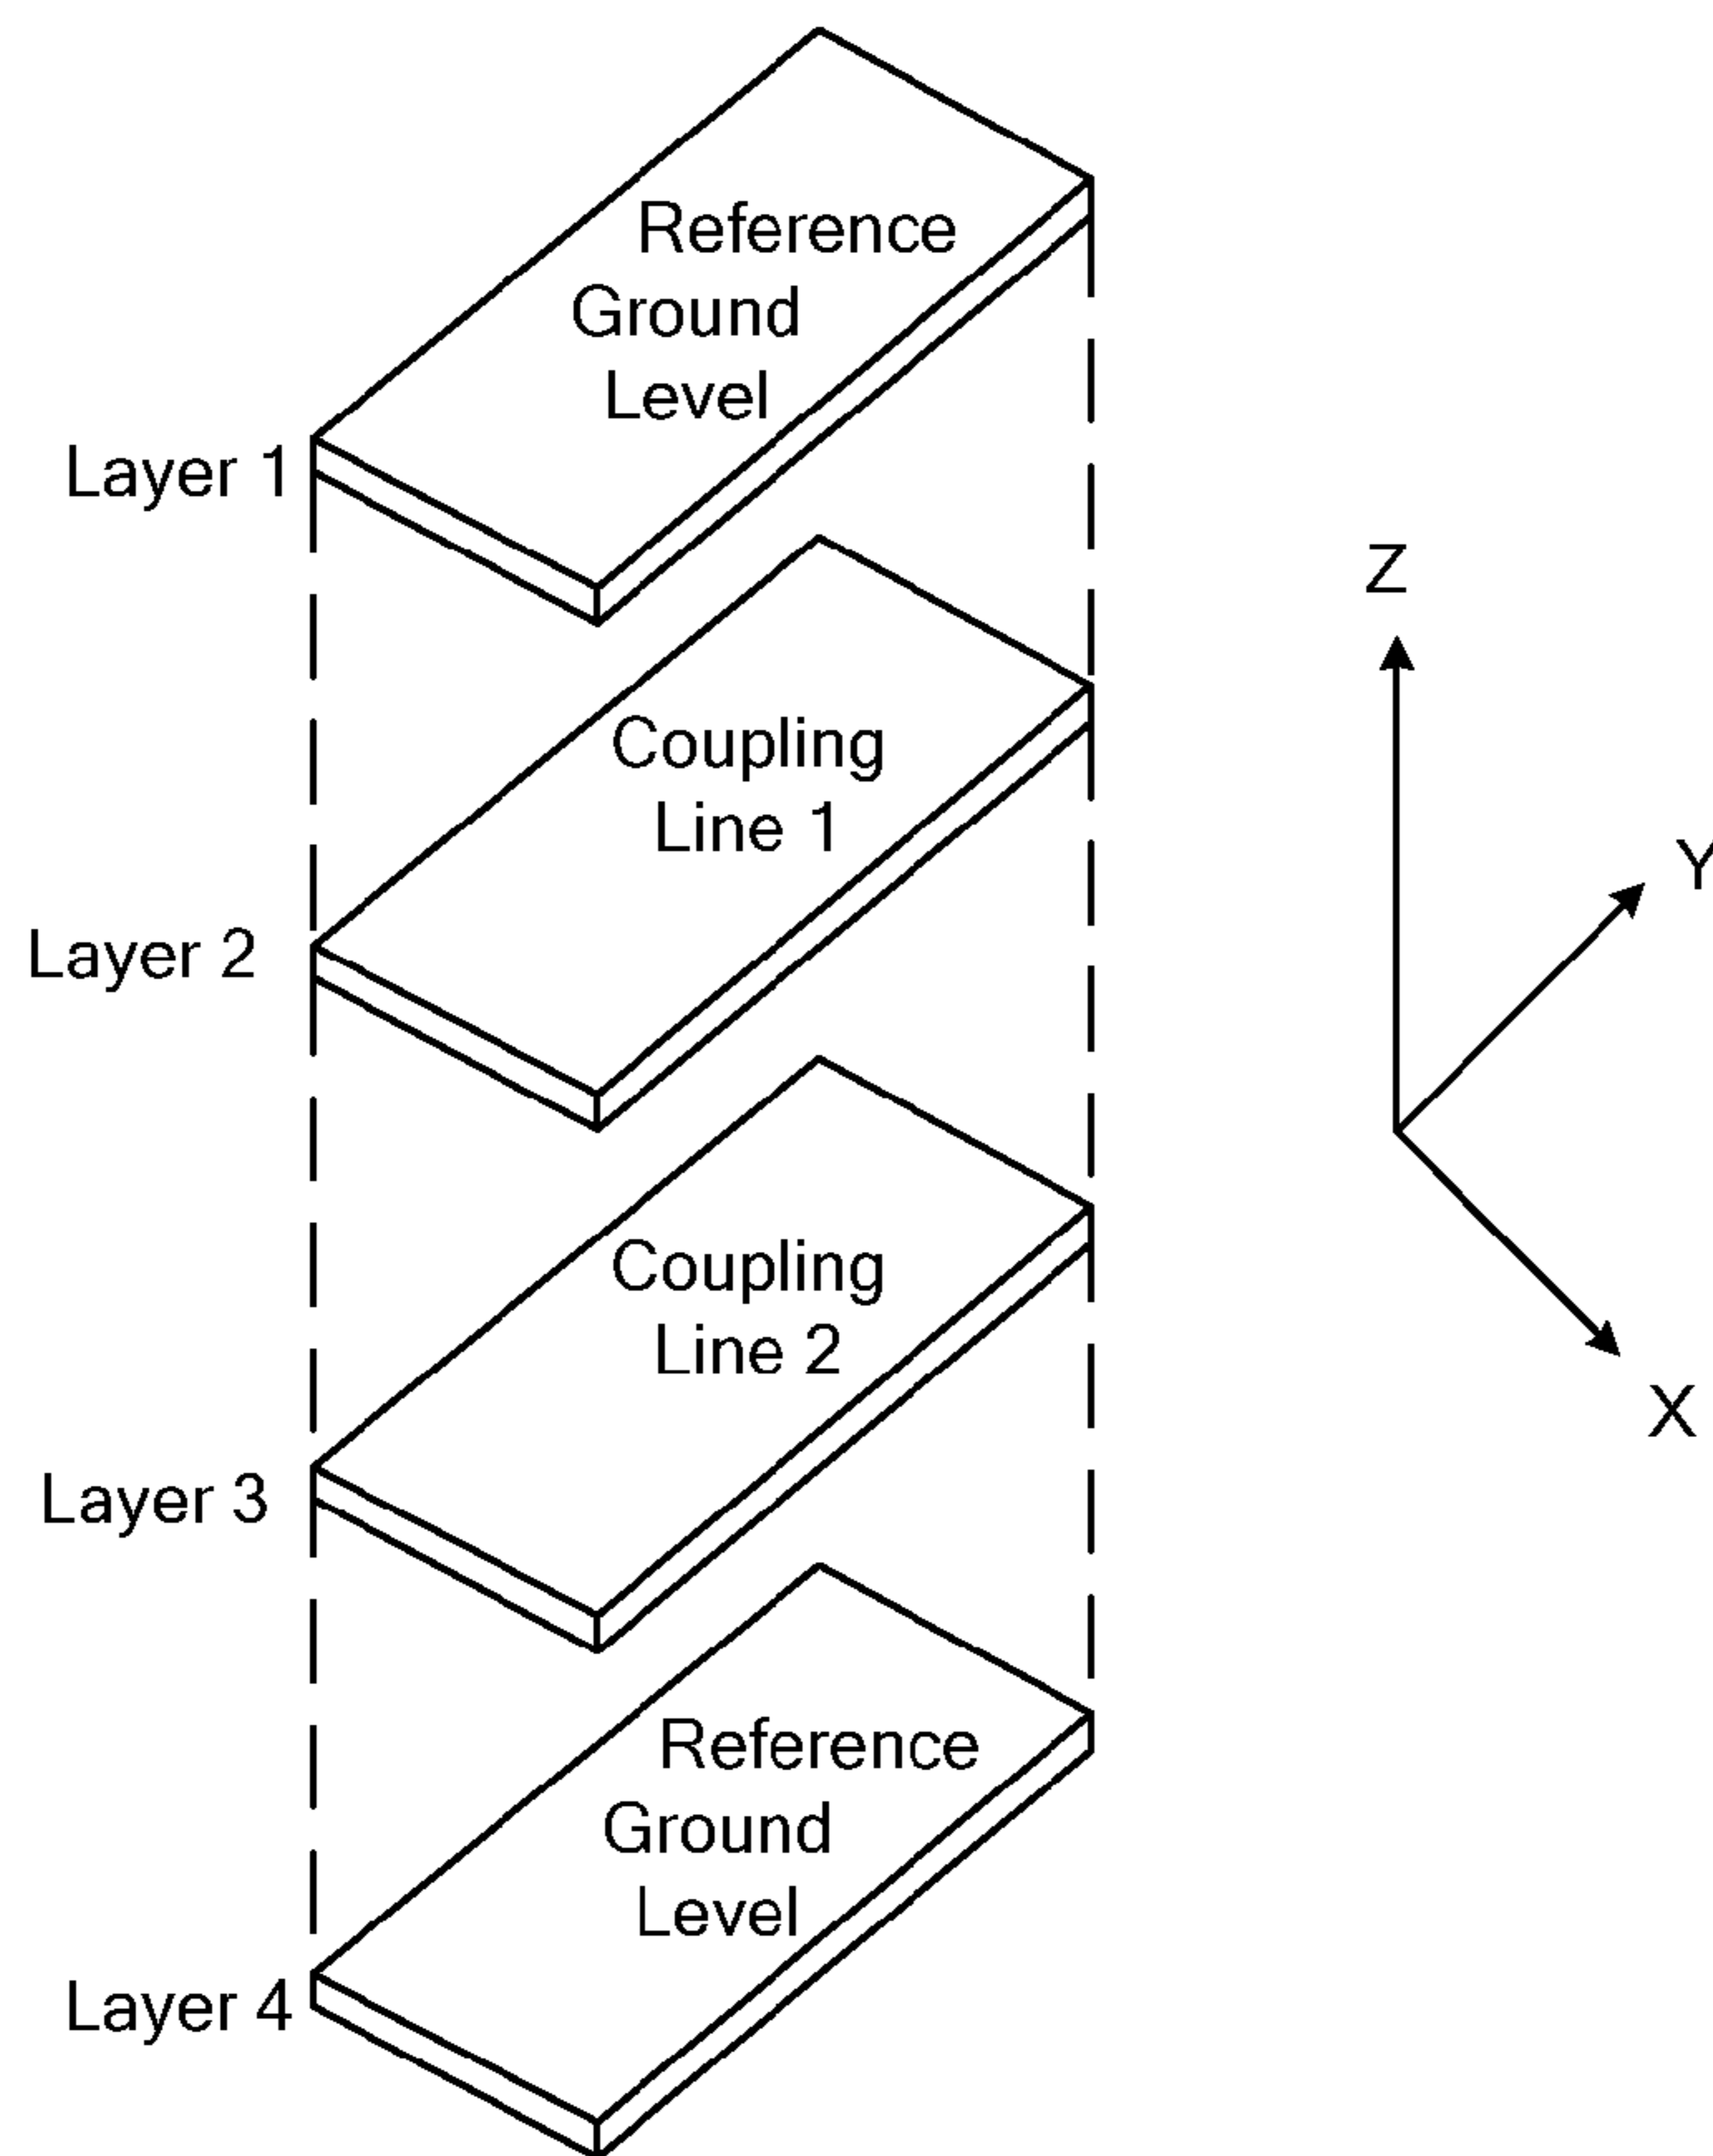 Reference
Ground
Level
Layer 1
Z
Coupling
Line 1
Y
Layer 2
Coupling
Line 2
X
Layer 3
Reference
Ground
Level
Layer 4